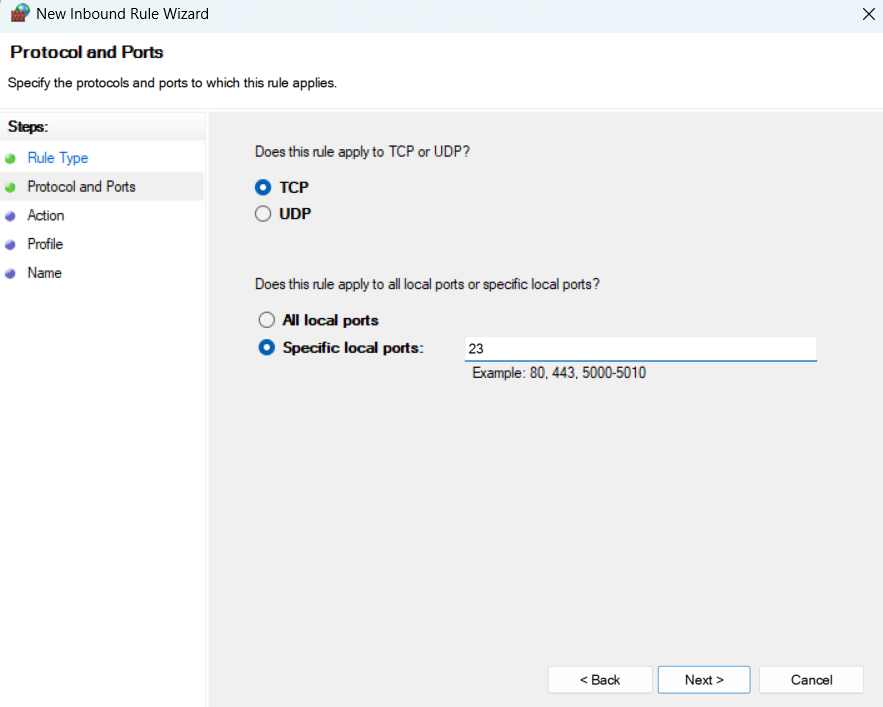 New Inbound Rule Wizard
Protocol and Ports
Specify the protocols and ports to which this rule applies.
Steps:
Rule Type
Protocol and Ports
Action
Profile
Name
Does this rule apply to TCP or UDP?
TCP
UDP
Does this rule apply to all local ports or specific local ports?
All local ports
Specific local ports: 23
Example: 80, 443, 5000-5010
< Back Next > Cancel